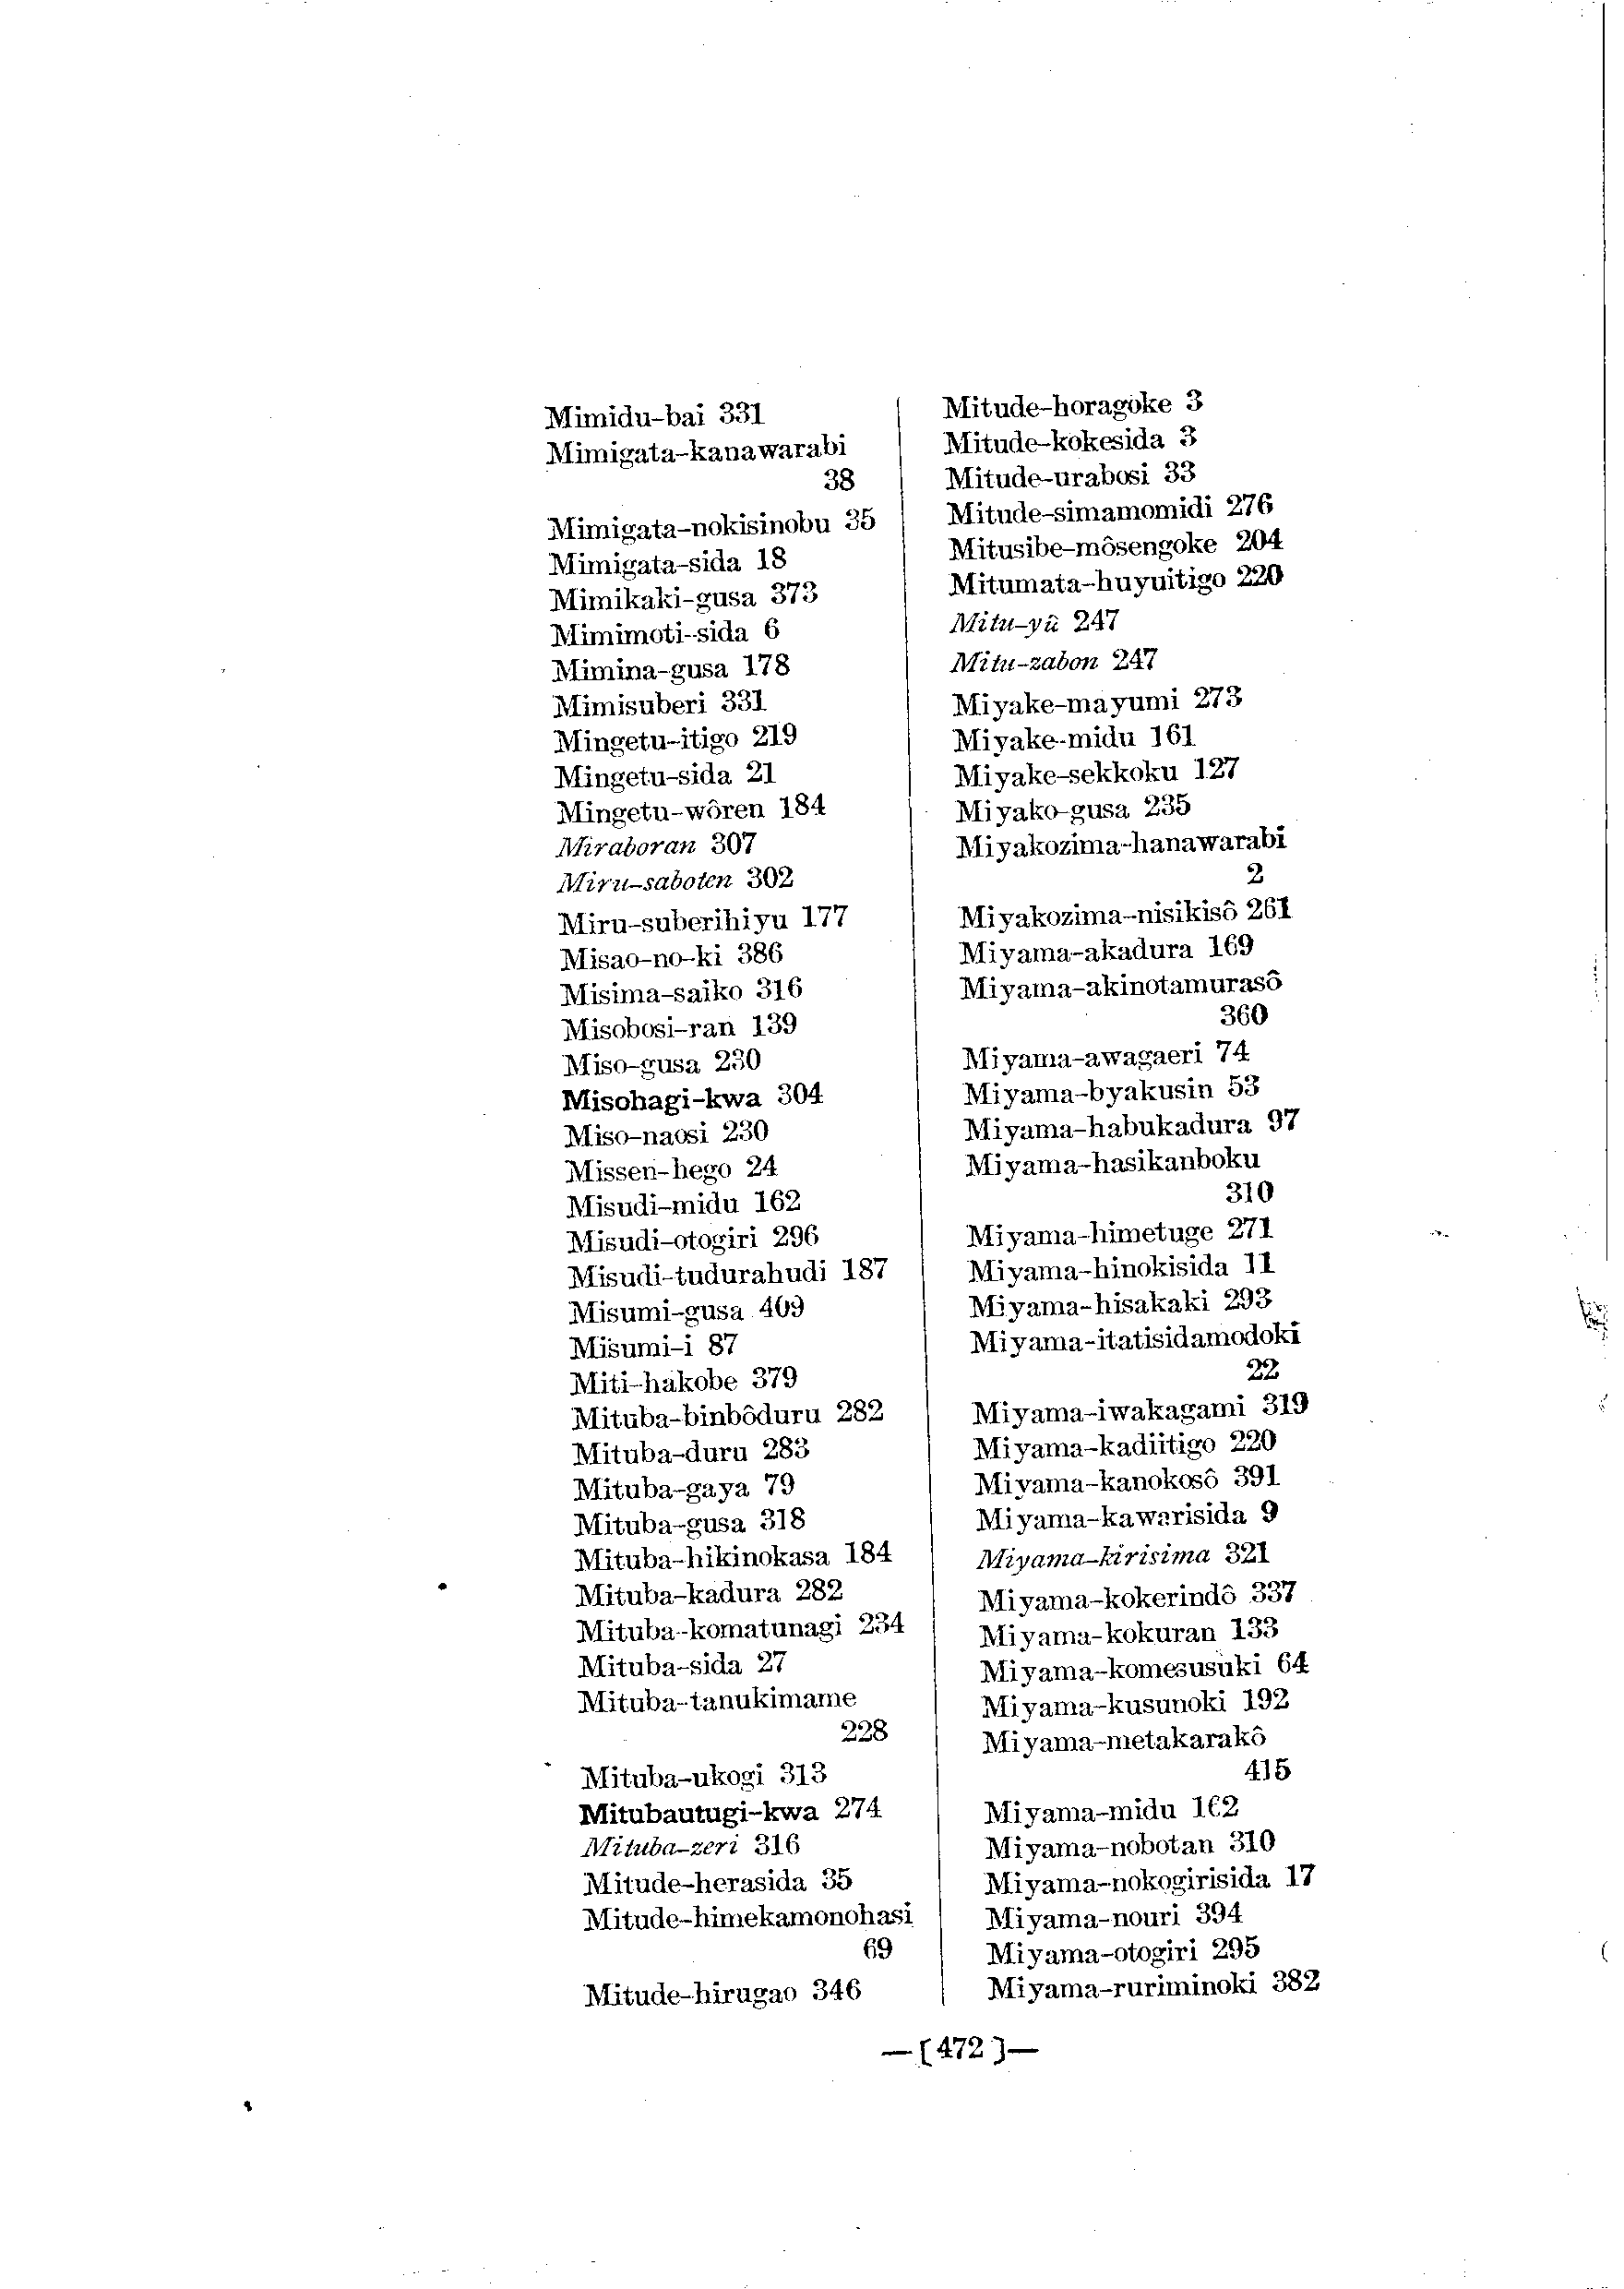 Mimidu-bai 331
Mimigata-kanawarabi
38
Mimigata-nokisinobu 35
Mimigata-sida 18
Mimikaki-gusa 373
Mimimoti-sida 6
Mimina-gusa 178
Mimisuberi 331
Mingetu-itigo 219
Mingetu-sida 21
Mingetu-wôren 184
Miraboran 307
Miru-saboten 302
Miru-suberihiyu 177
Misao-no-ki 386
Misima-saiko 316
Misobosi-ran 139
Miso-gusa 230
Misohagi-kwa 304
Miso-naosi 230
Missen-hego 24
Misudi-midu 162
Misudi-otogiri 296
Misudi-tudurahudi 187
Misumi-gusa 409
Misumi-i 87
Miti-hakobe 379
Mituba-binbôduru 282
Mituba-duru 283
Mituba-gaya 79
Mituba-gusa 318
Mituba-hikinokasa 184
Mituba-kadura 282
Mituba-komatunagi 234
Mituba-sida 27
Mituba-tanukimame
228
Mituba-ukogi 313
Mitubautugi-kwa 274
Mituba-zeri 316
Mitude-herasida 35
Mitude-himekamonohasi
69
Mitude-hirugao 346
Mitude-horagoke 3
Mitude-kokesida 3
Mitude-urabosi 33
Mitude-simamomidi 276
Mitusibe-môsengoke 204
Mitumata-huyuitigo 220
Mitu-yû 247
Mitu-zabon 247
Miyake-mayumi 273
Miyake-midu 161
Miyake-sekkoku 127
Miyako-gusa 235
Miyakozima-hanawarabi
2
Miyakozima-nisikisô 261
Miyama-akadura 169
Miyama-akinotamurasô
360
Miyama-awagaeri 74
Miyama-byakusin 53
Miyama-habukadura 97
Miyama-hasikanboku
310
Miyama-himetuge 271
Miyama-hinokisida 11
Miyama-hisakaki 293
Miyama-itatisidamodoki
22
Miyama-iwakagami 319
Miyama-kadiitigo 220
Miyama-kanokosô 391
Miyama-kawarisida 9
Miyama-kirisima 321
Miyama-kokerindô 337
Miyama-kokuran 133
Miyama-komesusuki 64
Miyama-kusunoki 192
Miyama-metakarakô
415
Miyama-midu 162
Miyama-nobotan 310
Miyama-nokogirisida 17
Miyama-nouri 394
Miyama-otogiri 295
Miyama-ruriminoki 382
—[472]—